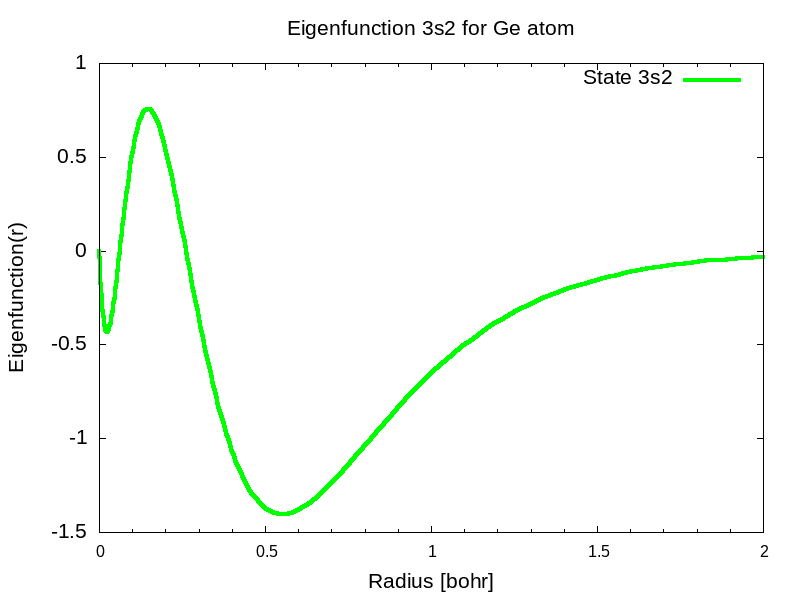 Eigenfunction 3s2 for Ge atom
State 3s2
1
0.5
0
-0.5
-1
-1.5
Eigenfunction(r)
0 0.5 1 1.5 2
Radius [bohr]